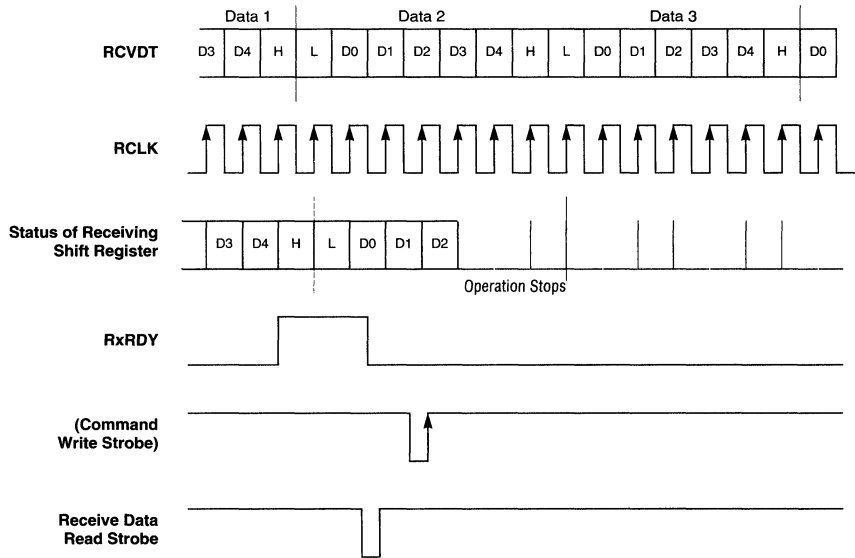 Data 1 Data 2 Data 3
RCVDT D3 D4 H L D0 D1 D2 D3 D4 H L D0 D1 D2 D3 D4 H D0
RCLK
Status of Receiving
Shift Register
D3 D4 H L D0 D1 D2
Operation Stops
RxRDY
(Command
Write Strobe)
Receive Data
Read Strobe